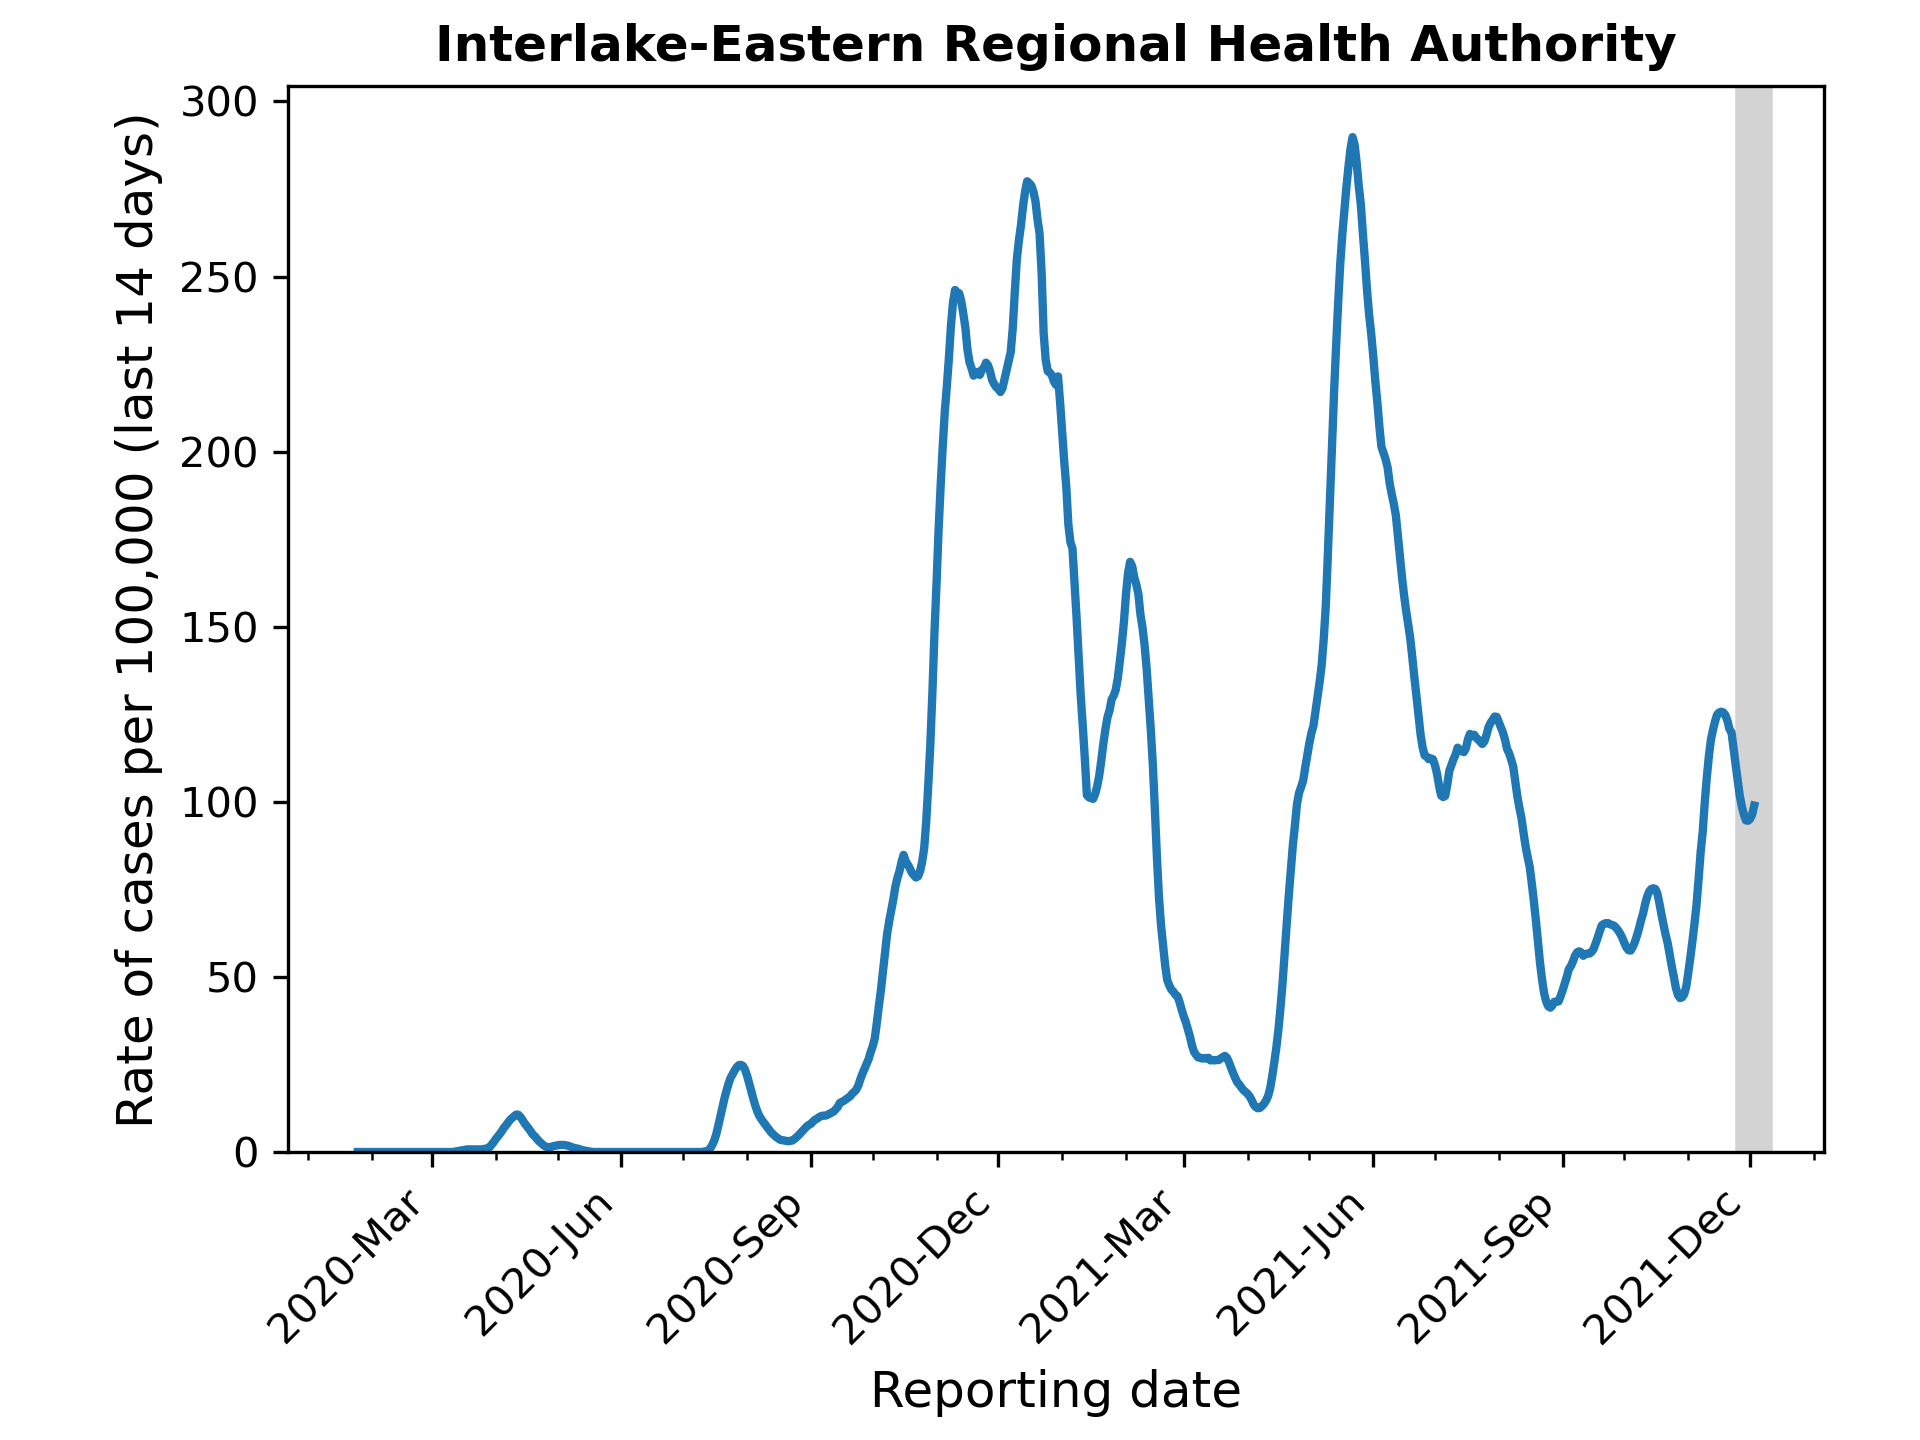 Interlake-Eastern Regional Health Authority
Rate of cases per 100,000 (last 14 days)
300
250
200
150
100
50
0
2020-Mar
2020-Jun
2020-Sep
2020-Dec
2021-Mar
2021-Jun
2021-Sep
2021-Dec
Reporting date